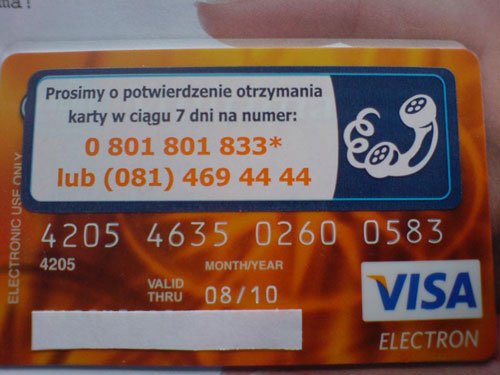 ma!
Prosimy o potwierdzenie otrzymania
karty w ciągu 7 dni na numer:
0 801 801 833*
lub (081) 469 44 44
ELECTRONIC USE ONLY
4205 4635 0260 0583
4205
MONTH/YEAR
VALID
THRU 08/10
VISA
ELECTRON